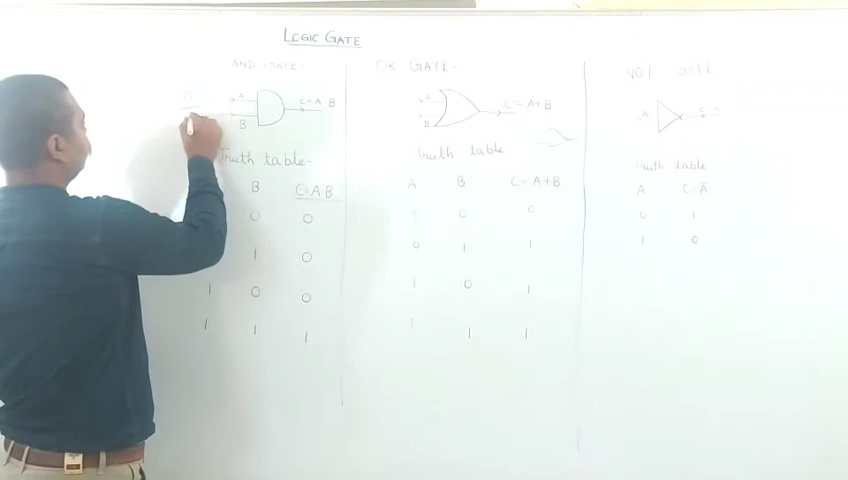 LOGIC GATE
AND GATE-
A
B
C=A.B
Truth table-
B C=A.B
0 0
1 0
1 0 0
1 1 1
OR GATE-
A
B
C=A+B
Truth table
A B C=A+B
0 0 0
0 1 1
1 0 1
1 1 1
NOT GATE
A
Truth table
A C=Ā
0 1
1 0